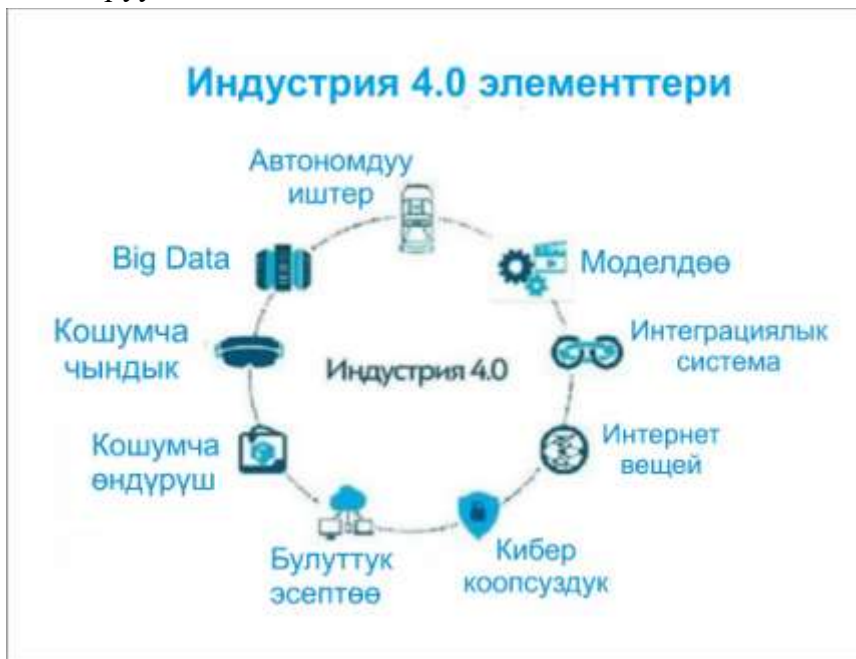 Индустрия 4.0 элементтери
Автономдуу
иштер
Big Data
Моделдөө
Кошумча
чындык
Интеграциялык
система
Индустрия 4.0
Кошумча
өндүрүш
Интернет
вещей
Булуттук
эсептөө
Кибер
коопсуздук